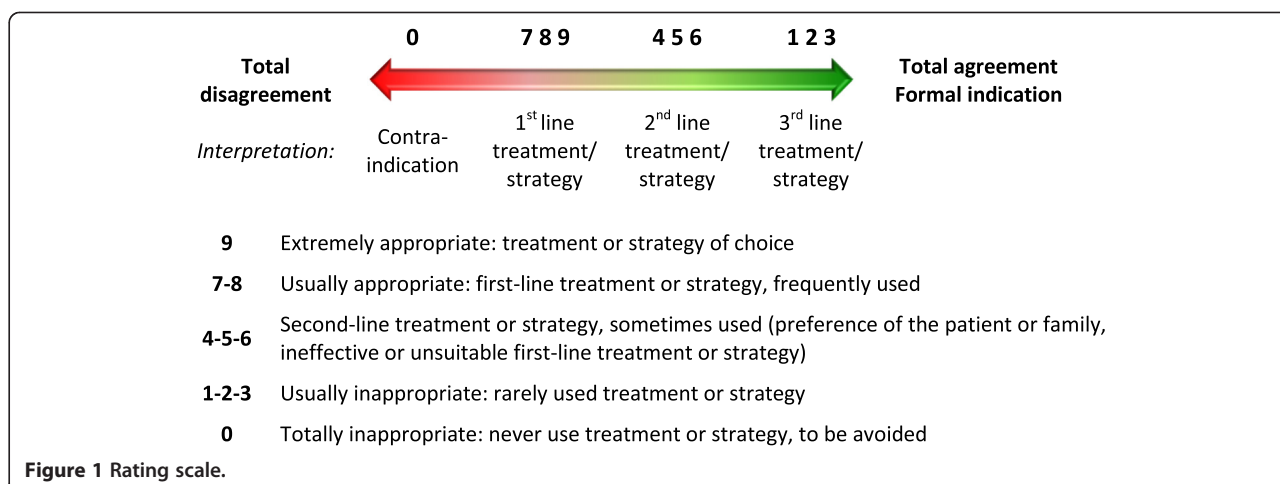 0 7 8 9 4 5 6 1 2 3
Total
disagreement
Total agreement
Formal indication
Interpretation:
Contra-
indication
1st line
treatment/
strategy
2nd line
treatment/
strategy
3rd line
treatment/
strategy
9 Extremely appropriate: treatment or strategy of choice
7-8 Usually appropriate: first-line treatment or strategy, frequently used
4-5-6 Second-line treatment or strategy, sometimes used (preference of the patient or family,
ineffective or unsuitable first-line treatment or strategy)
1-2-3 Usually inappropriate: rarely used treatment or strategy
0 Totally inappropriate: never use treatment or strategy, to be avoided
Figure 1 Rating scale.